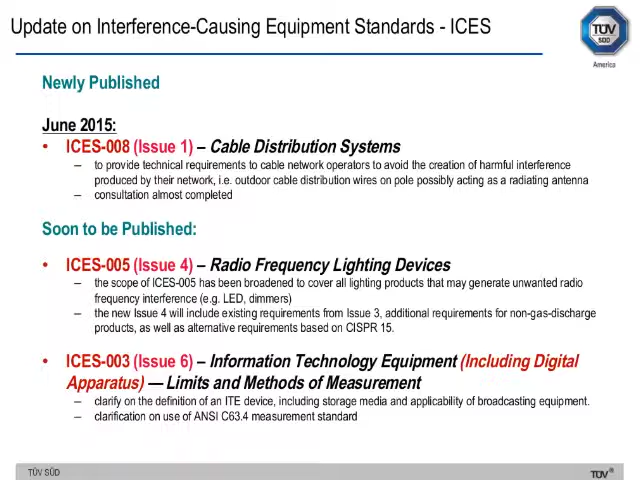 Update on Interference-Causing Equipment Standards - ICES
TÜV
SÜD
America
Newly Published
June 2015:
• ICES-008 (Issue 1) – Cable Distribution Systems
– to provide technical requirements to cable network operators to avoid the creation of harmful interference
produced by their network, i.e. outdoor cable distribution wires on pole possibly acting as a radiating antenna
– consultation almost completed
Soon to be Published:
• ICES-005 (Issue 4) – Radio Frequency Lighting Devices
– the scope of ICES-005 has been broadened to cover all lighting products that may generate unwanted radio
frequency interference (e.g. LED, dimmers)
– the new Issue 4 will include existing requirements from Issue 3, additional requirements for non-gas-discharge
products, as well as alternative requirements based on CISPR 15.
• ICES-003 (Issue 6) – Information Technology Equipment (Including Digital
Apparatus) — Limits and Methods of Measurement
– clarify on the definition of an ITE device, including storage media and applicability of broadcasting equipment.
– clarification on use of ANSI C63.4 measurement standard
TÜV SÜD
TÜV®